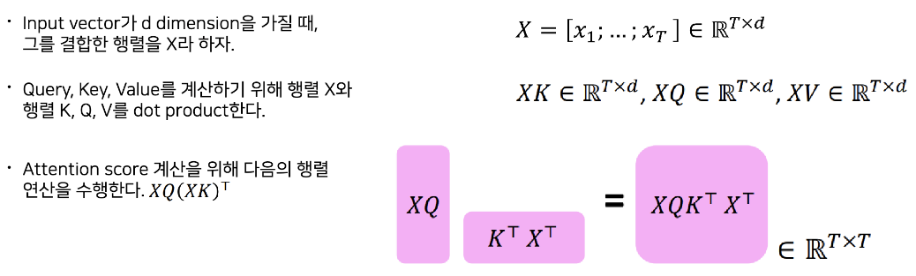 · Input vector가 d dimension을 가질 때,
그를 결합한 행렬을 X라 하자.
X = [x₁; … ; x_T] ∈ ℝ^{T×d}
· Query, Key, Value를 계산하기 위해 행렬 X와
행렬 K, Q, V를 dot product한다.
XK ∈ ℝ^{T×d}, XQ ∈ ℝ^{T×d}, XV ∈ ℝ^{T×d}
· Attention score 계산을 위해 다음의 행렬
연산을 수행한다. XQ(XK)^⊤
XQ
K^⊤ X^⊤
=
XQK^⊤ X^⊤
∈ ℝ^{T×T}